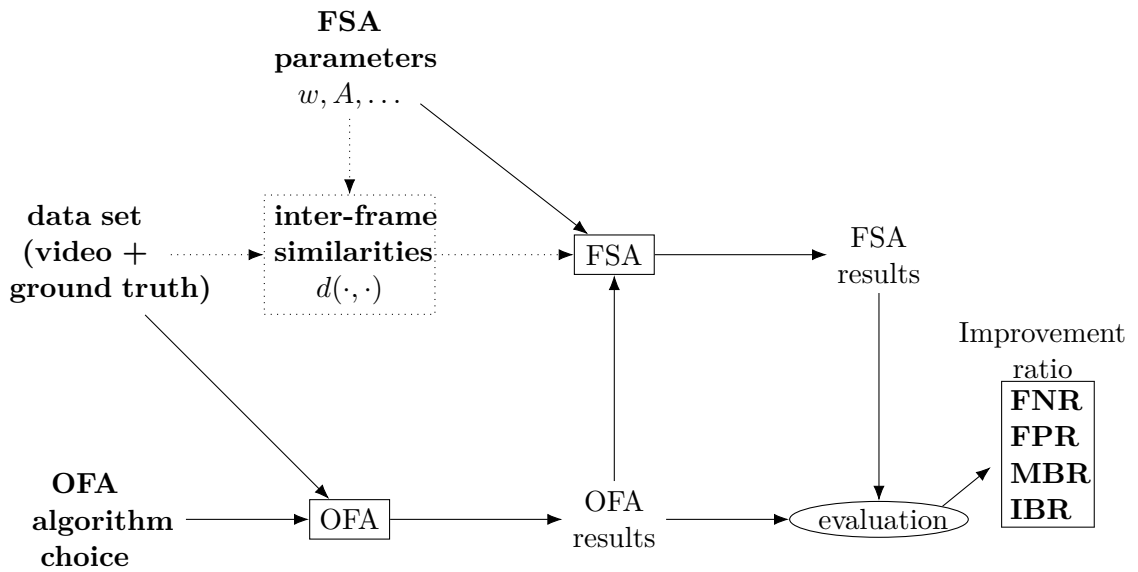 FSA
parameters
w, A, . . .
data set
(video +
ground truth)
inter-frame
similarities
d(·, ·)
FSA
FSA
results
Improvement
ratio
FNR
FPR
MBR
IBR
OFA
algorithm
choice
OFA
OFA
results
evaluation